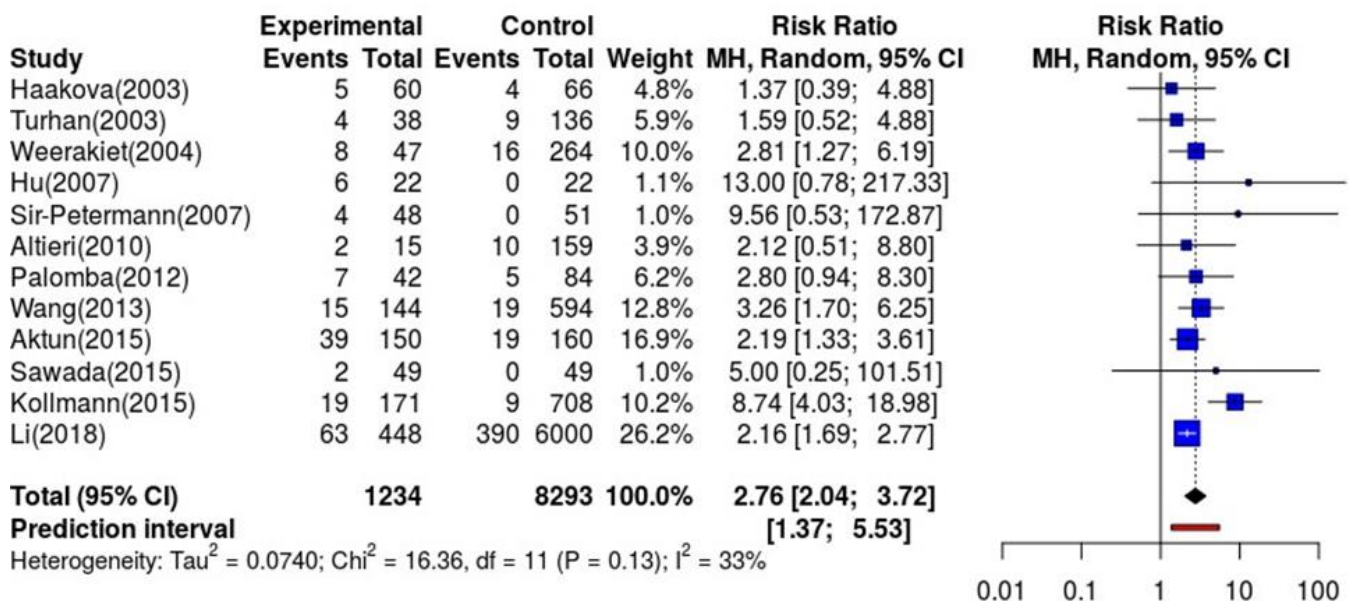 Experimental Control Risk Ratio Risk Ratio
Study Events Total Events Total Weight MH, Random, 95% CI MH, Random, 95% CI
Haakova(2003) 5 60 4 66 4.8% 1.37 [0.39; 4.88]
Turhan(2003) 4 38 9 136 5.9% 1.59 [0.52; 4.88]
Weerakiet(2004) 8 47 16 264 10.0% 2.81 [1.27; 6.19]
Hu(2007) 6 22 0 22 1.1% 13.00 [0.78; 217.33]
Sir-Petermann(2007) 4 48 0 51 1.0% 9.56 [0.53; 172.87]
Altieri(2010) 2 15 10 159 3.9% 2.12 [0.51; 8.80]
Palomba(2012) 7 42 5 84 6.2% 2.80 [0.94; 8.30]
Wang(2013) 15 144 19 594 12.8% 3.26 [1.70; 6.25]
Aktun(2015) 39 150 19 160 16.9% 2.19 [1.33; 3.61]
Sawada(2015) 2 49 0 49 1.0% 5.00 [0.25; 101.51]
Kollmann(2015) 19 171 9 708 10.2% 8.74 [4.03; 18.98]
Li(2018) 63 448 390 6000 26.2% 2.16 [1.69; 2.77]
Total (95% CI) 1234 8293 100.0% 2.76 [2.04; 3.72]
Prediction interval [1.37; 5.53]
Heterogeneity: Tau² = 0.0740; Chi² = 16.36, df = 11 (P = 0.13); I² = 33%
0.01 0.1 1 10 100